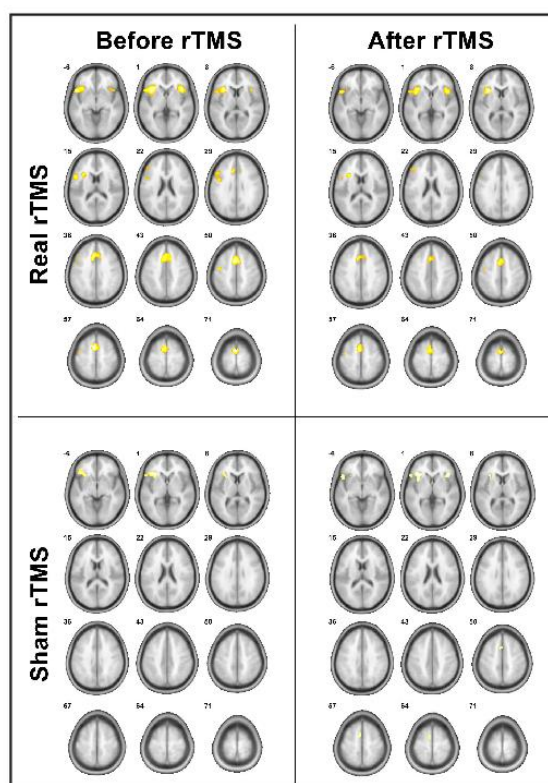 Before rTMS
After rTMS
Real rTMS
-6 1 8
-6 1 8
15 22 29
15 22 29
36 43 50
36 43 50
57 64 71
57 64 71
Sham rTMS
-6 1 8
-6 1 8
15 22 29
15 22 29
36 43 50
36 43 50
57 64 71
57 64 71